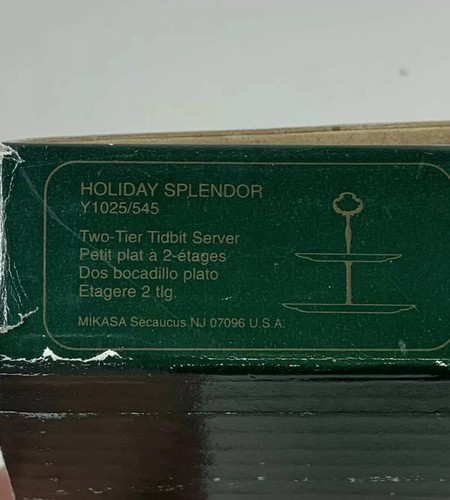 HOLIDAY SPLENDOR
Y1025/545
Two-Tier Tidbit Server
Petit plat à 2-étages
Dos bocadillo plato
Etagere 2 tlg.
MIKASA Secaucus NJ 07096 U.S.A.